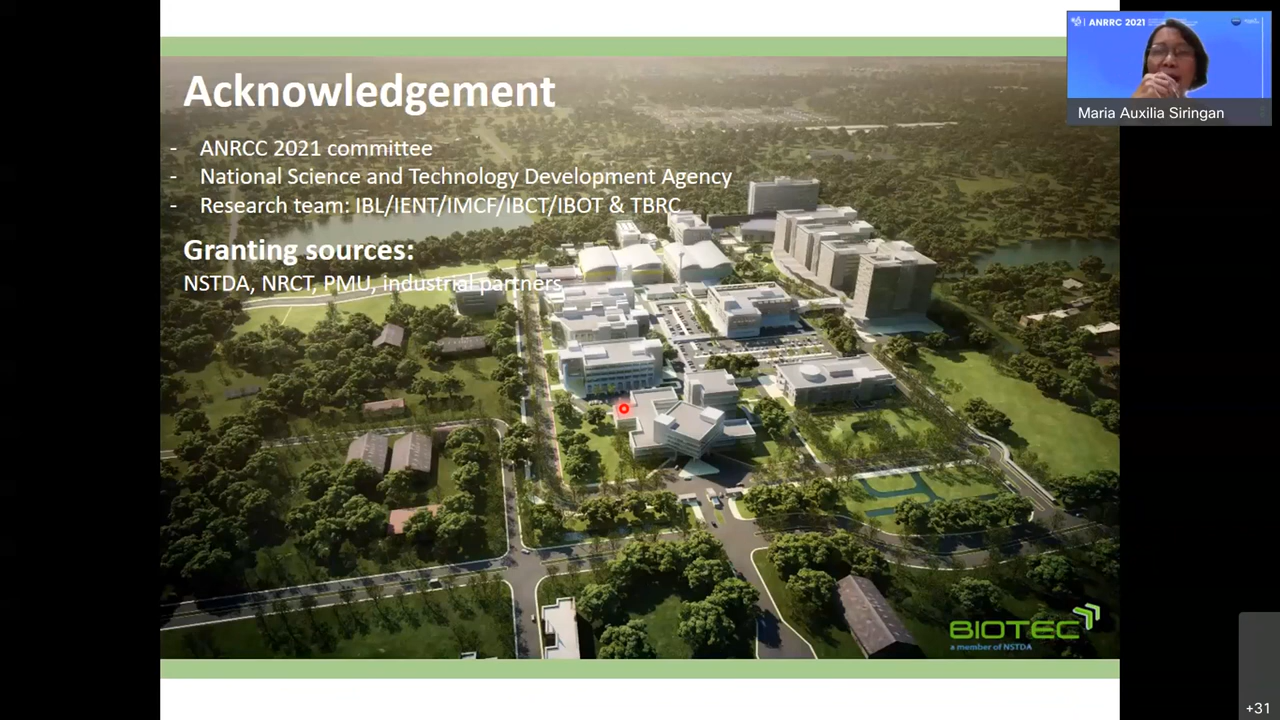 Acknowledgement
- ANRCC 2021 committee
- National Science and Technology Development Agency
- Research team: IBL/IENT/IMCF/IBCT/IBOT & TBRC
Granting sources:
NSTDA, NRCT, PMU, industrial partners
BIOTEC
a member of NSTDA
ANRRC 2021
Maria Auxilia Siringan
+31